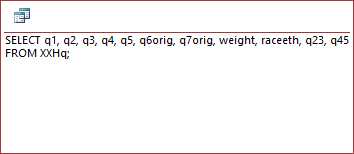 SELECT q1, q2, q3, q4, q5, q6orig, q7orig, weight, raceeth, q23, q45
FROM XXHq;